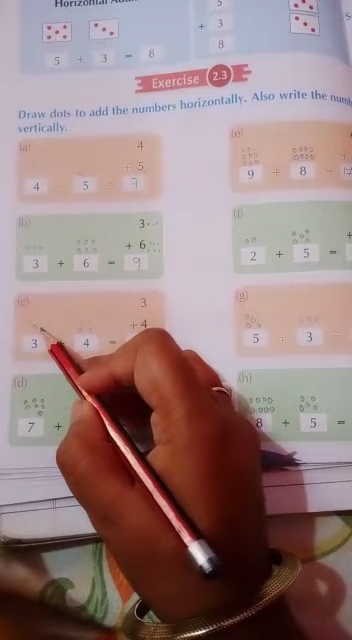 Horizontal
5
+ 3
8
5 + 3 = 8
Exercise 2.3
Draw dots to add the numbers horizontally. Also write the
vertically.
(a)
4
+ 5
4 + 5 = 9
(b)
3
+ 6
3 + 6 = 9
(c)
3
+ 4
3 + 4 =
(d)
7 +
(e)
9 + 8 = 17
(f)
2 + 5 =
(g)
5 + 3 =
(h)
8 + 5 =